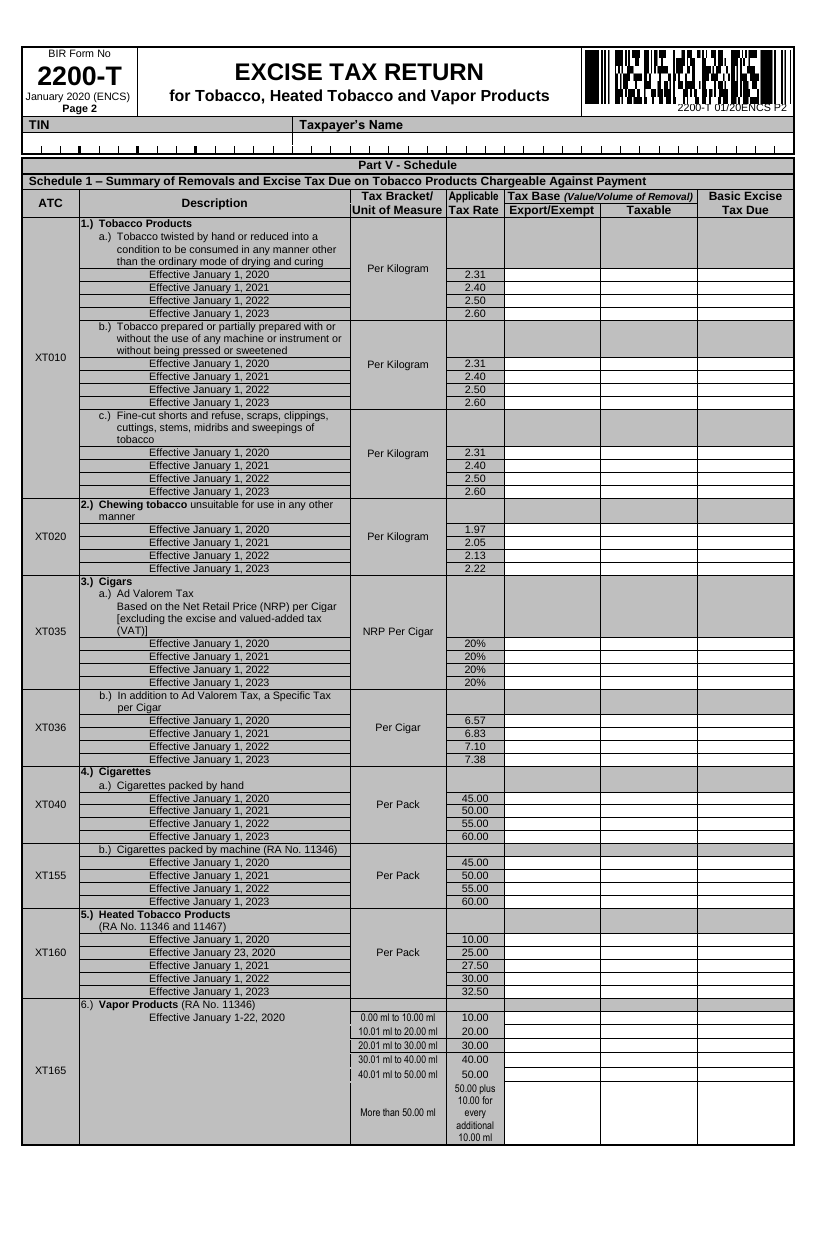 BIR Form No
2200-T
January 2020 (ENCS)
Page 2
EXCISE TAX RETURN
for Tobacco, Heated Tobacco and Vapor Products
2200-T 01/20ENCS P2
TIN
Taxpayer’s Name
Part V - Schedule
Schedule 1 – Summary of Removals and Excise Tax Due on Tobacco Products Chargeable Against Payment
ATC
Description
Tax Bracket/
Unit of Measure
Applicable
Tax Rate
Tax Base (Value/Volume of Removal)
Export/Exempt Taxable
Basic Excise
Tax Due
XT010
1.) Tobacco Products
a.) Tobacco twisted by hand or reduced into a
condition to be consumed in any manner other
than the ordinary mode of drying and curing
Per Kilogram
Effective January 1, 2020 2.31
Effective January 1, 2021 2.40
Effective January 1, 2022 2.50
Effective January 1, 2023 2.60
b.) Tobacco prepared or partially prepared with or
without the use of any machine or instrument or
without being pressed or sweetened
Per Kilogram
Effective January 1, 2020 2.31
Effective January 1, 2021 2.40
Effective January 1, 2022 2.50
Effective January 1, 2023 2.60
c.) Fine-cut shorts and refuse, scraps, clippings,
cuttings, stems, midribs and sweepings of
tobacco
Per Kilogram
Effective January 1, 2020 2.31
Effective January 1, 2021 2.40
Effective January 1, 2022 2.50
Effective January 1, 2023 2.60
XT020
2.) Chewing tobacco unsuitable for use in any other
manner
Per Kilogram
Effective January 1, 2020 1.97
Effective January 1, 2021 2.05
Effective January 1, 2022 2.13
Effective January 1, 2023 2.22
XT035
3.) Cigars
a.) Ad Valorem Tax
Based on the Net Retail Price (NRP) per Cigar
[excluding the excise and valued-added tax
(VAT)]
NRP Per Cigar
Effective January 1, 2020 20%
Effective January 1, 2021 20%
Effective January 1, 2022 20%
Effective January 1, 2023 20%
XT036
b.) In addition to Ad Valorem Tax, a Specific Tax
per Cigar
Per Cigar
Effective January 1, 2020 6.57
Effective January 1, 2021 6.83
Effective January 1, 2022 7.10
Effective January 1, 2023 7.38
XT040
4.) Cigarettes
a.) Cigarettes packed by hand
Per Pack
Effective January 1, 2020 45.00
Effective January 1, 2021 50.00
Effective January 1, 2022 55.00
Effective January 1, 2023 60.00
XT155
b.) Cigarettes packed by machine (RA No. 11346)
Per Pack
Effective January 1, 2020 45.00
Effective January 1, 2021 50.00
Effective January 1, 2022 55.00
Effective January 1, 2023 60.00
XT160
5.) Heated Tobacco Products
(RA No. 11346 and 11467)
Per Pack
Effective January 1, 2020 10.00
Effective January 23, 2020 25.00
Effective January 1, 2021 27.50
Effective January 1, 2022 30.00
Effective January 1, 2023 32.50
XT165
6.) Vapor Products (RA No. 11346)
Effective January 1-22, 2020 0.00 ml to 10.00 ml 10.00
10.01 ml to 20.00 ml 20.00
20.01 ml to 30.00 ml 30.00
30.01 ml to 40.00 ml 40.00
40.01 ml to 50.00 ml 50.00
More than 50.00 ml
50.00 plus
10.00 for
every
additional
10.00 ml